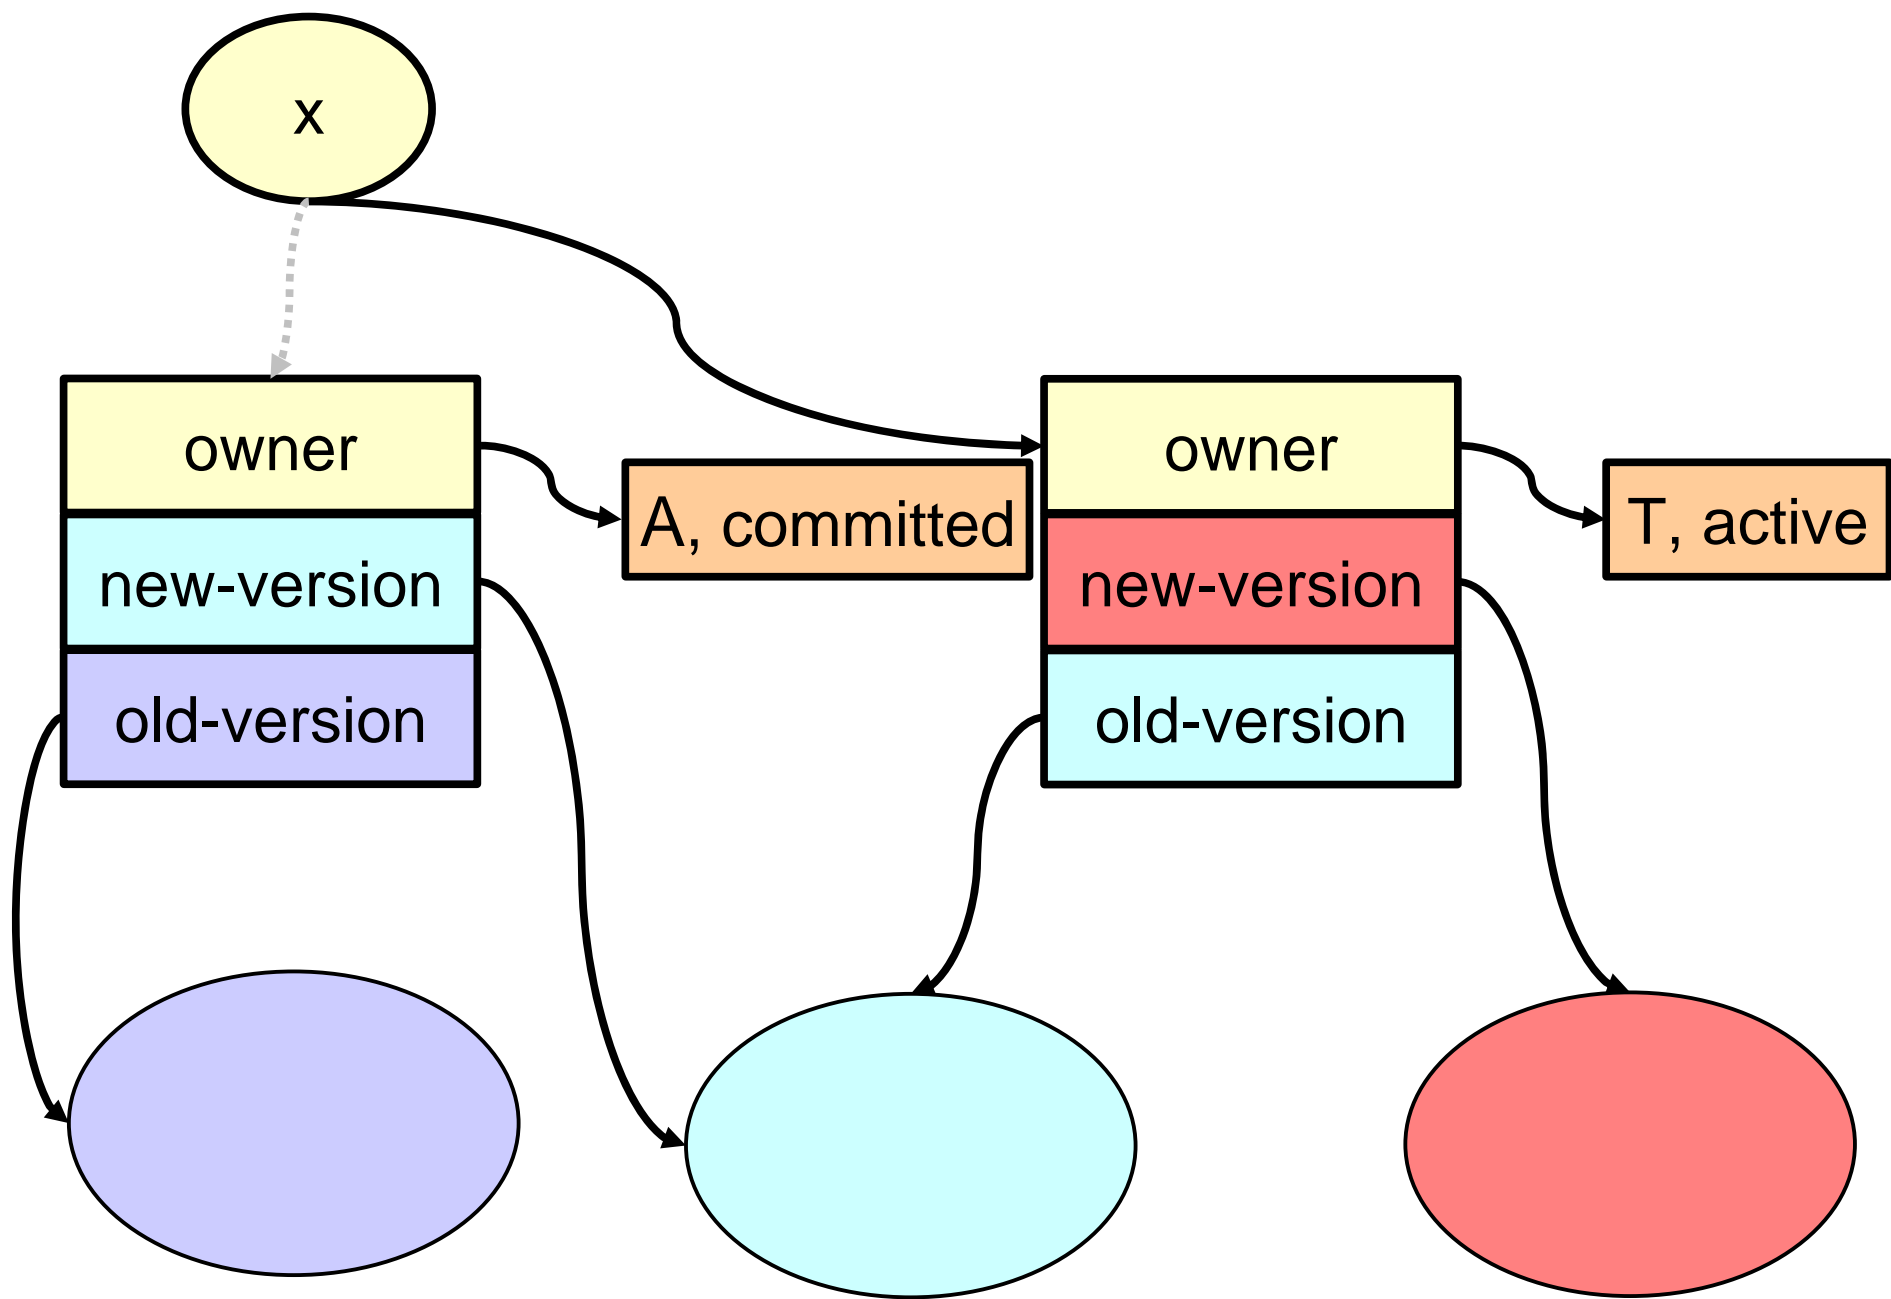 x
owner
new-version
old-version
A, committed
owner
new-version
old-version
T, active